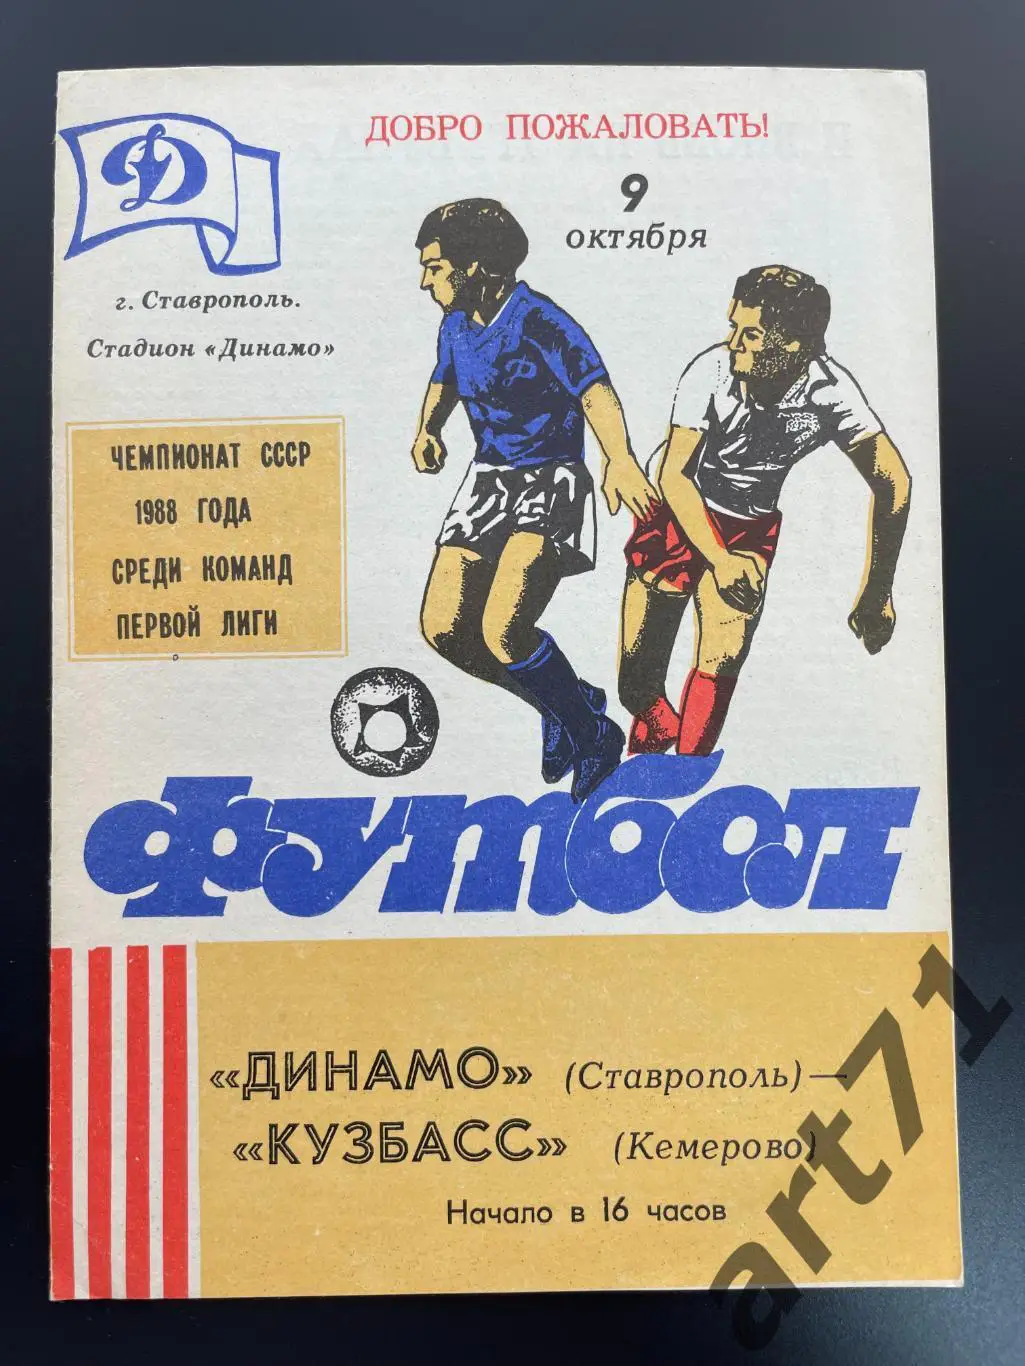 ДОБРО ПОЖАЛОВАТЬ!
9
октября
Д
г. Ставрополь.
Стадион «Динамо»
Д
ЧЕМПИОНАТ СССР
1988 ГОДА
СРЕДИ КОМАНД
ПЕРВОЙ ЛИГИ
Футбол
«ДИНАМО» (Ставрополь) —
«КУЗБАСС» (Кемерово)
Начало в 16 часов
art71